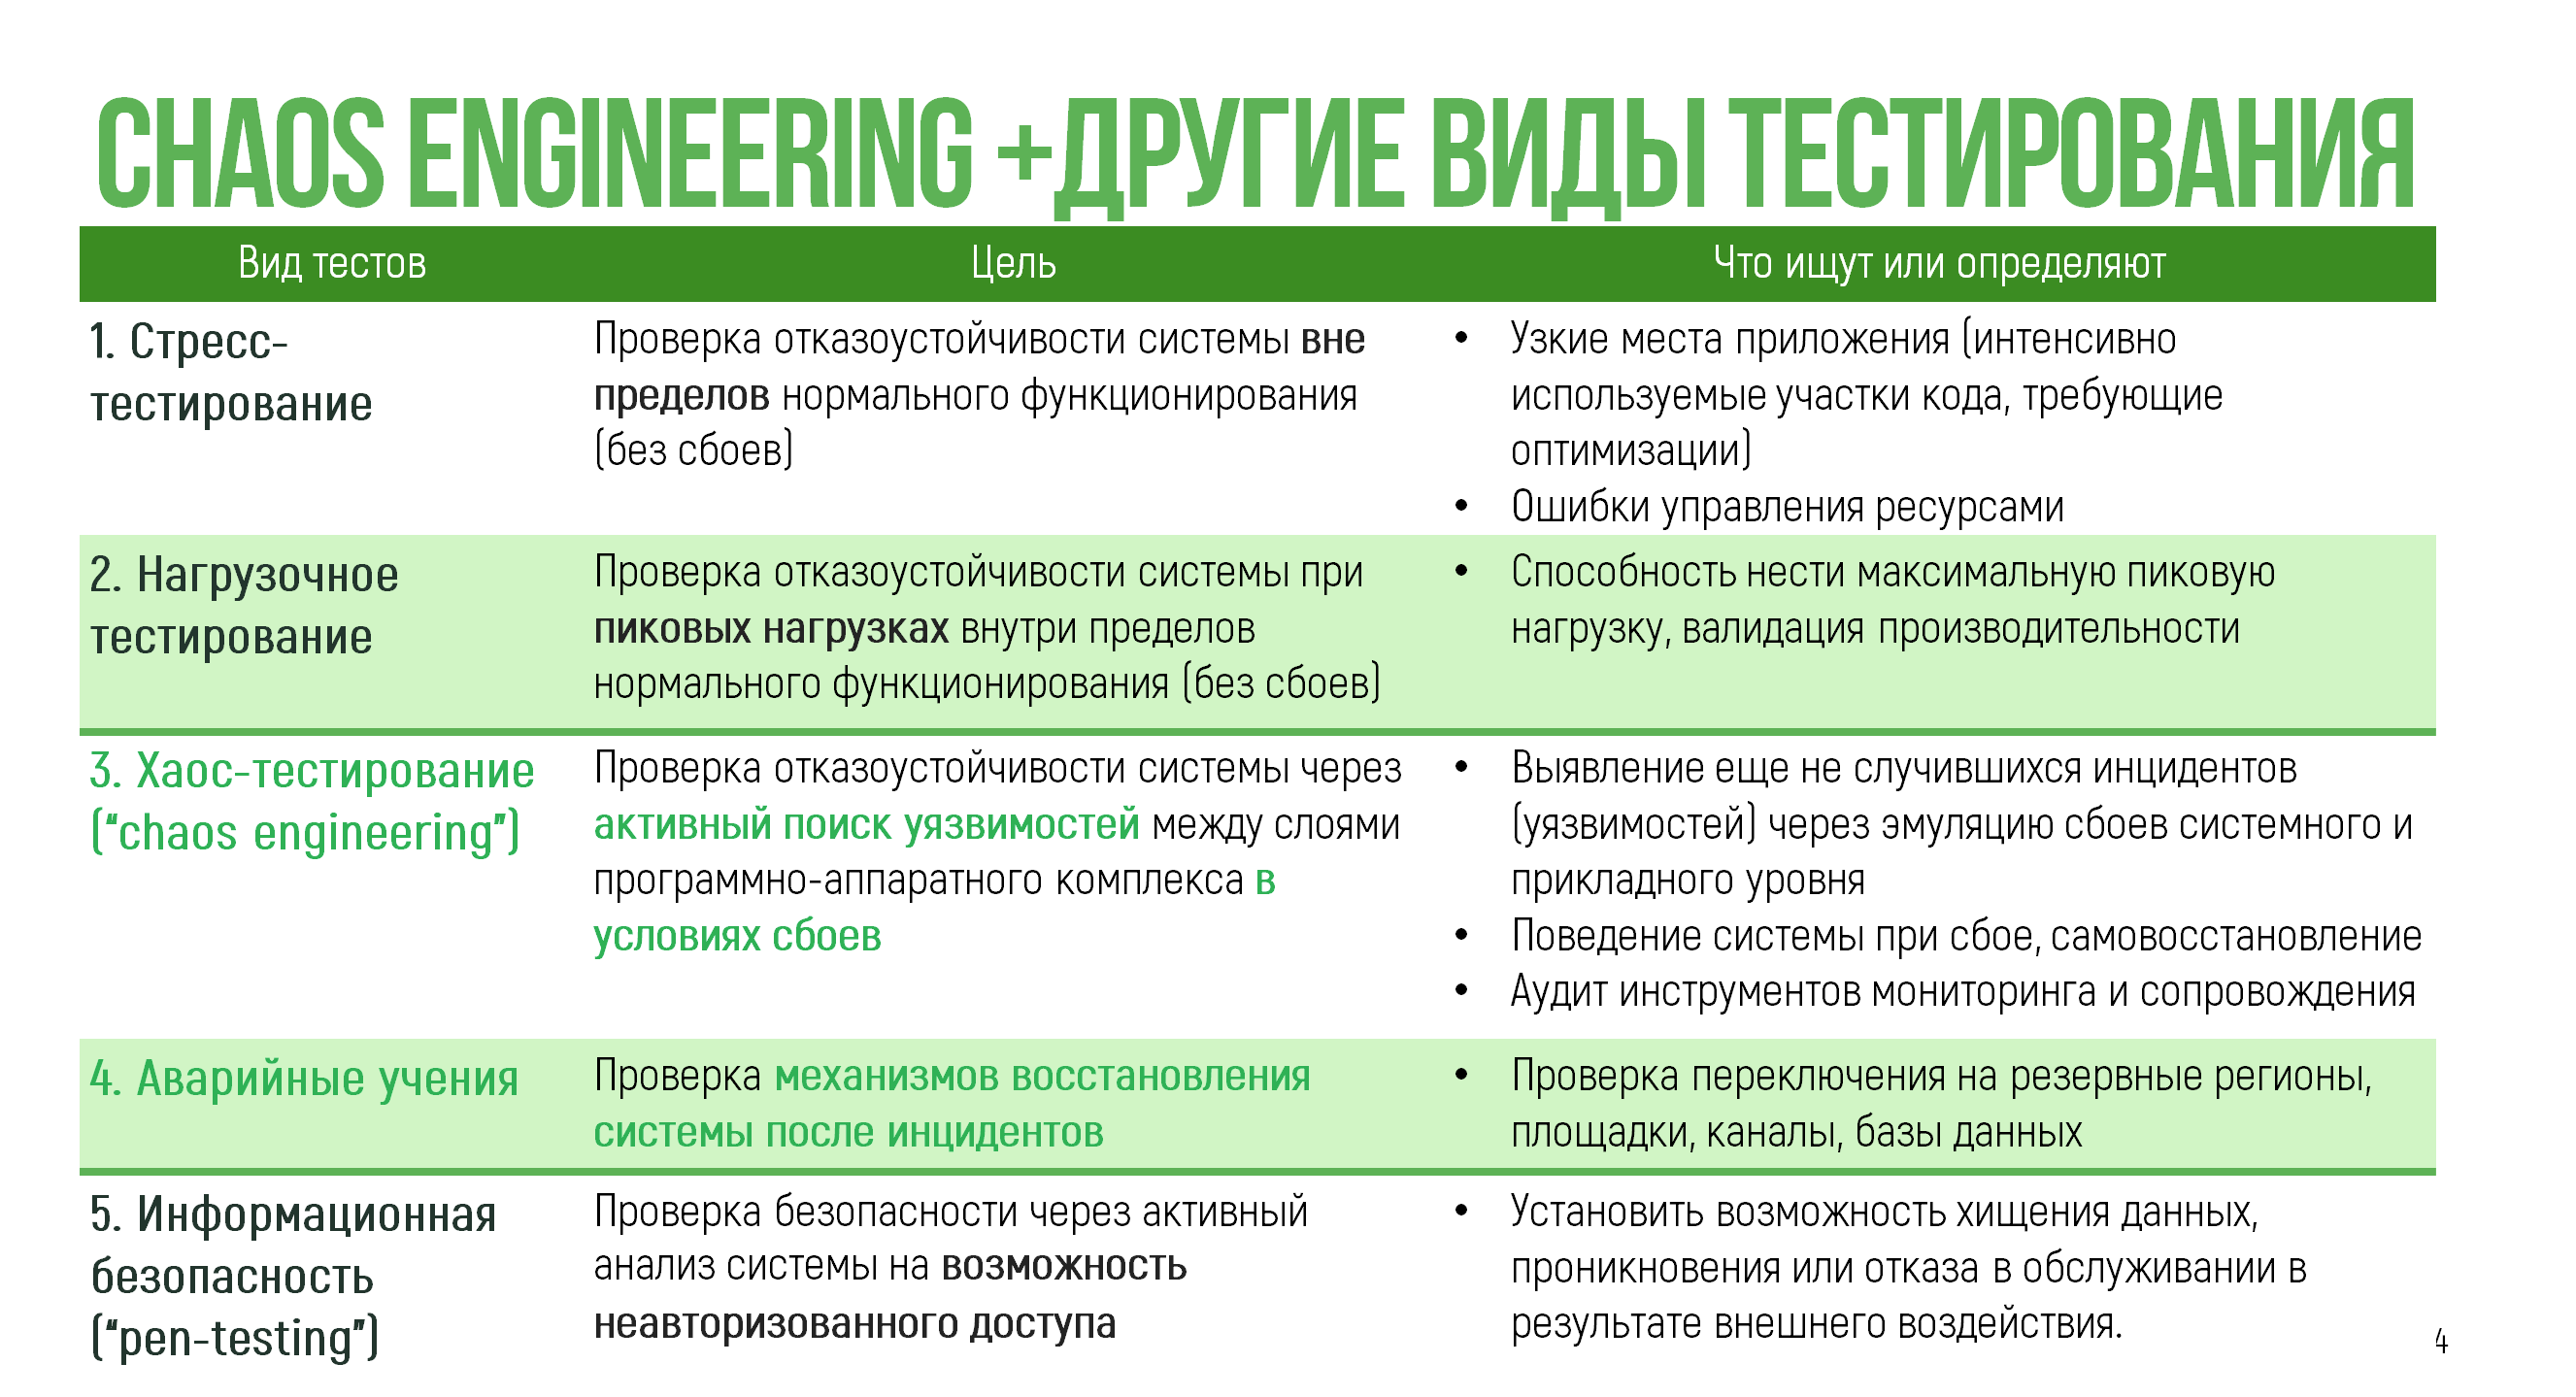 CHAOS ENGINEERING +ДРУГИЕ ВИДЫ ТЕСТИРОВАНИЯ
Вид тестов
Цель
Что ищут или определяют
1. Стресс-
тестирование
Проверка отказоустойчивости системы вне
пределов нормального функционирования
(без сбоев)
• Узкие места приложения (интенсивно
используемые участки кода, требующие
оптимизации)
• Ошибки управления ресурсами
2. Нагрузочное
тестирование
Проверка отказоустойчивости системы при
пиковых нагрузках внутри пределов
нормального функционирования (без сбоев)
• Способность нести максимальную пиковую
нагрузку, валидация производительности
3. Хаос-тестирование
(“chaos engineering”)
Проверка отказоустойчивости системы через
активный поиск уязвимостей между слоями
программно-аппаратного комплекса в
условиях сбоев
• Выявление еще не случившихся инцидентов
(уязвимостей) через эмуляцию сбоев системного и
прикладного уровня
• Поведение системы при сбое, самовосстановление
• Аудит инструментов мониторинга и сопровождения
4. Аварийные учения
Проверка механизмов восстановления
системы после инцидентов
• Проверка переключения на резервные регионы,
площадки, каналы, базы данных
5. Информационная
безопасность
(“pen-testing”)
Проверка безопасности через активный
анализ системы на возможность
неавторизованного доступа
• Установить возможность хищения данных,
проникновения или отказа в обслуживании в
результате внешнего воздействия.
4